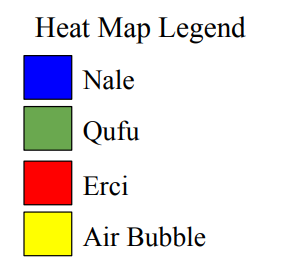 Heat Map Legend
Nale
Qufu
Erci
Air Bubble